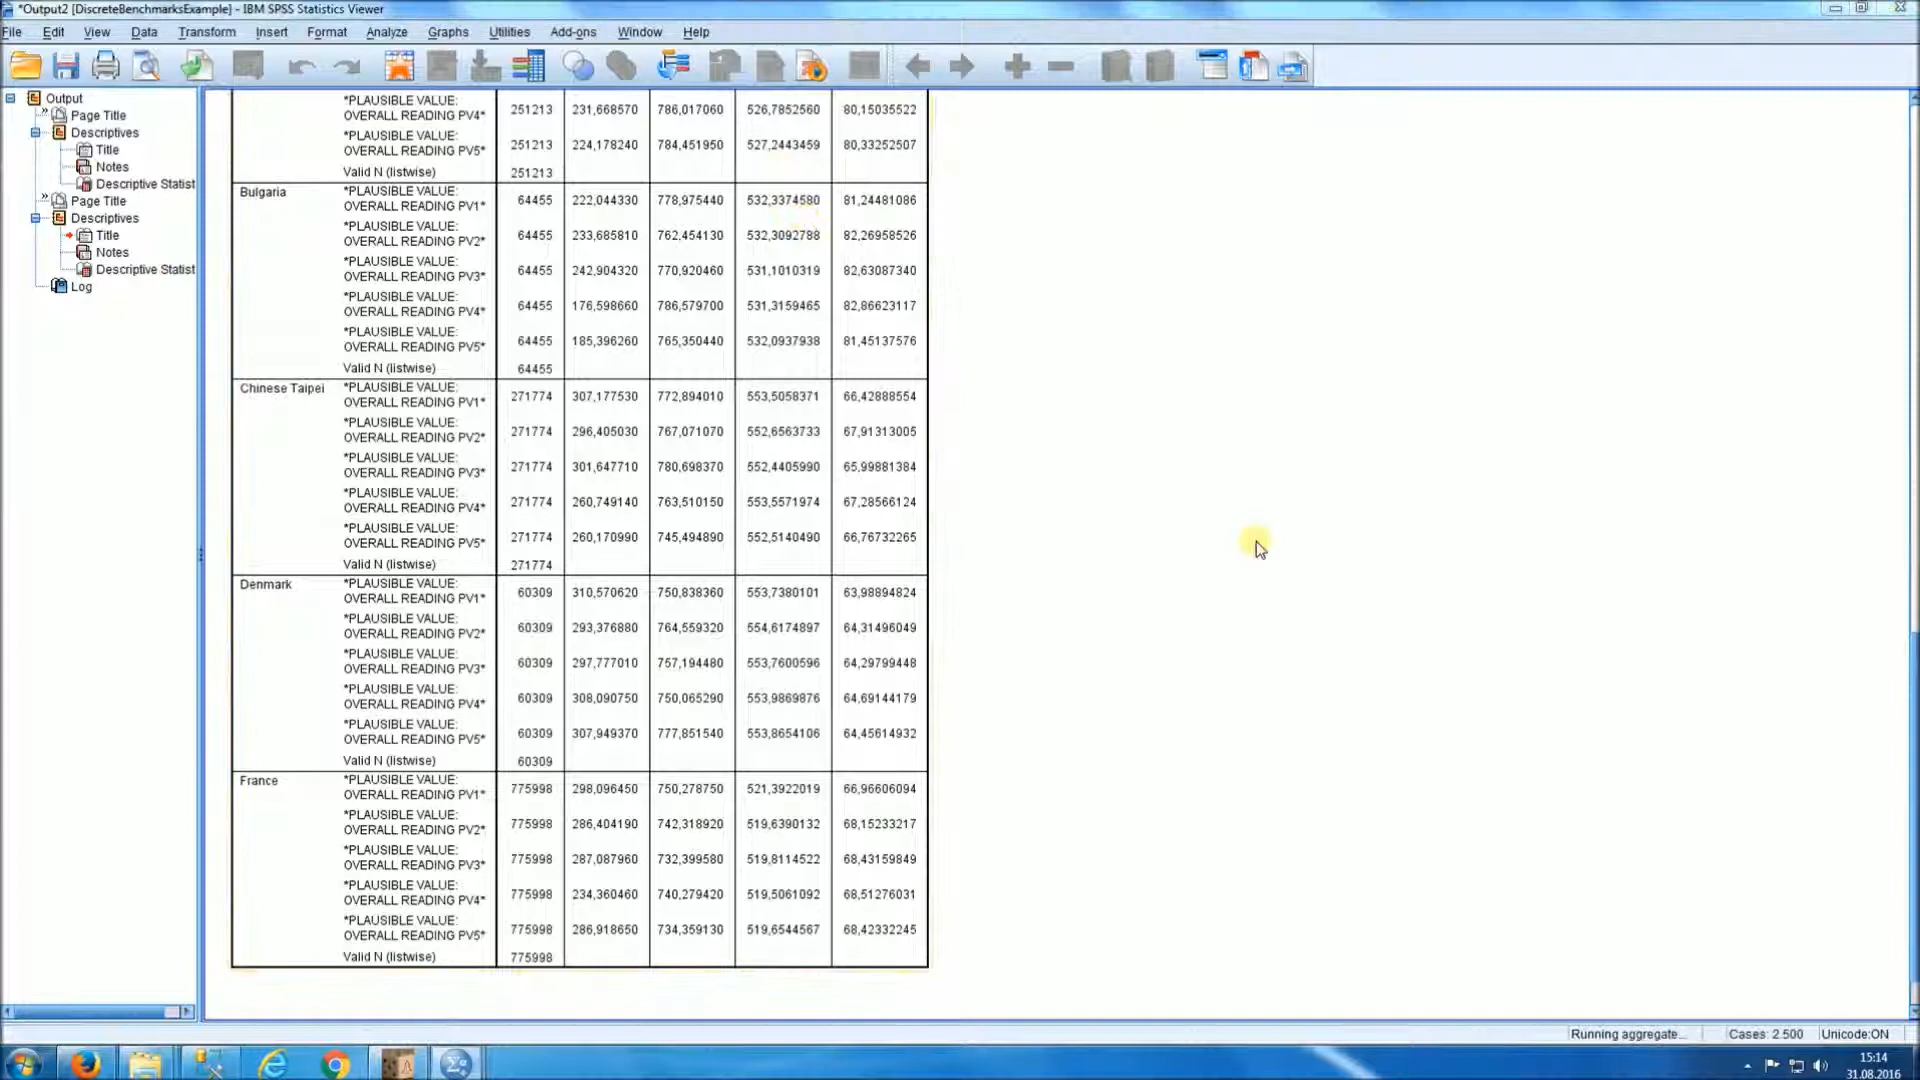 *Output2 [DiscreteBenchmarksExample] - IBM SPSS Statistics Viewer
File Edit View Data Transform Insert Format Analyze Graphs Utilities Add-ons Window Help
Output
Page Title
Descriptives
Title
Notes
Descriptive Statist
Page Title
Descriptives
Title
Notes
Descriptive Statist
Log
*PLAUSIBLE VALUE:
OVERALL READING PV4* 251213 231,668570 786,017060 526,7852560 80,15035522
*PLAUSIBLE VALUE:
OVERALL READING PV5* 251213 224,178240 784,451950 527,2443459 80,33252507
Valid N (listwise) 251213
Bulgaria *PLAUSIBLE VALUE:
OVERALL READING PV1* 64455 222,044330 778,975440 532,3374580 81,24481086
*PLAUSIBLE VALUE:
OVERALL READING PV2* 64455 233,685810 762,454130 532,3092788 82,26958526
*PLAUSIBLE VALUE:
OVERALL READING PV3* 64455 242,904320 770,920460 531,1010319 82,63087340
*PLAUSIBLE VALUE:
OVERALL READING PV4* 64455 176,598660 786,579700 531,3159465 82,86623117
*PLAUSIBLE VALUE:
OVERALL READING PV5* 64455 185,396260 765,350440 532,0937938 81,45137576
Valid N (listwise) 64455
Chinese Taipei *PLAUSIBLE VALUE:
OVERALL READING PV1* 271774 307,177530 772,894010 553,5058371 66,42888554
*PLAUSIBLE VALUE:
OVERALL READING PV2* 271774 296,405030 767,071070 552,6563733 67,91313005
*PLAUSIBLE VALUE:
OVERALL READING PV3* 271774 301,647710 780,698370 552,4405990 65,99881384
*PLAUSIBLE VALUE:
OVERALL READING PV4* 271774 260,749140 763,510150 553,5571974 67,28566124
*PLAUSIBLE VALUE:
OVERALL READING PV5* 271774 260,170990 745,494890 552,5140490 66,76732265
Valid N (listwise) 271774
Denmark *PLAUSIBLE VALUE:
OVERALL READING PV1* 60309 310,570620 750,838360 553,7380101 63,98894824
*PLAUSIBLE VALUE:
OVERALL READING PV2* 60309 293,376880 764,559320 554,6174897 64,31496049
*PLAUSIBLE VALUE:
OVERALL READING PV3* 60309 297,777010 757,194480 553,7600596 64,29799448
*PLAUSIBLE VALUE:
OVERALL READING PV4* 60309 308,090750 750,065290 553,9869876 64,69144179
*PLAUSIBLE VALUE:
OVERALL READING PV5* 60309 307,949370 777,851540 553,8654106 64,45614932
Valid N (listwise) 60309
France *PLAUSIBLE VALUE:
OVERALL READING PV1* 775998 298,096450 750,278750 521,3922019 66,96606094
*PLAUSIBLE VALUE:
OVERALL READING PV2* 775998 286,404190 742,318920 519,6390132 68,15233217
*PLAUSIBLE VALUE:
OVERALL READING PV3* 775998 287,087960 732,399580 519,8114522 68,43159849
*PLAUSIBLE VALUE:
OVERALL READING PV4* 775998 234,360460 740,279420 519,5061092 68,51276031
*PLAUSIBLE VALUE:
OVERALL READING PV5* 775998 286,918650 734,359130 519,6544567 68,42332245
Valid N (listwise) 775998
Running aggregate... Cases: 2.500 Unicode:ON
15:14
31.08.2016